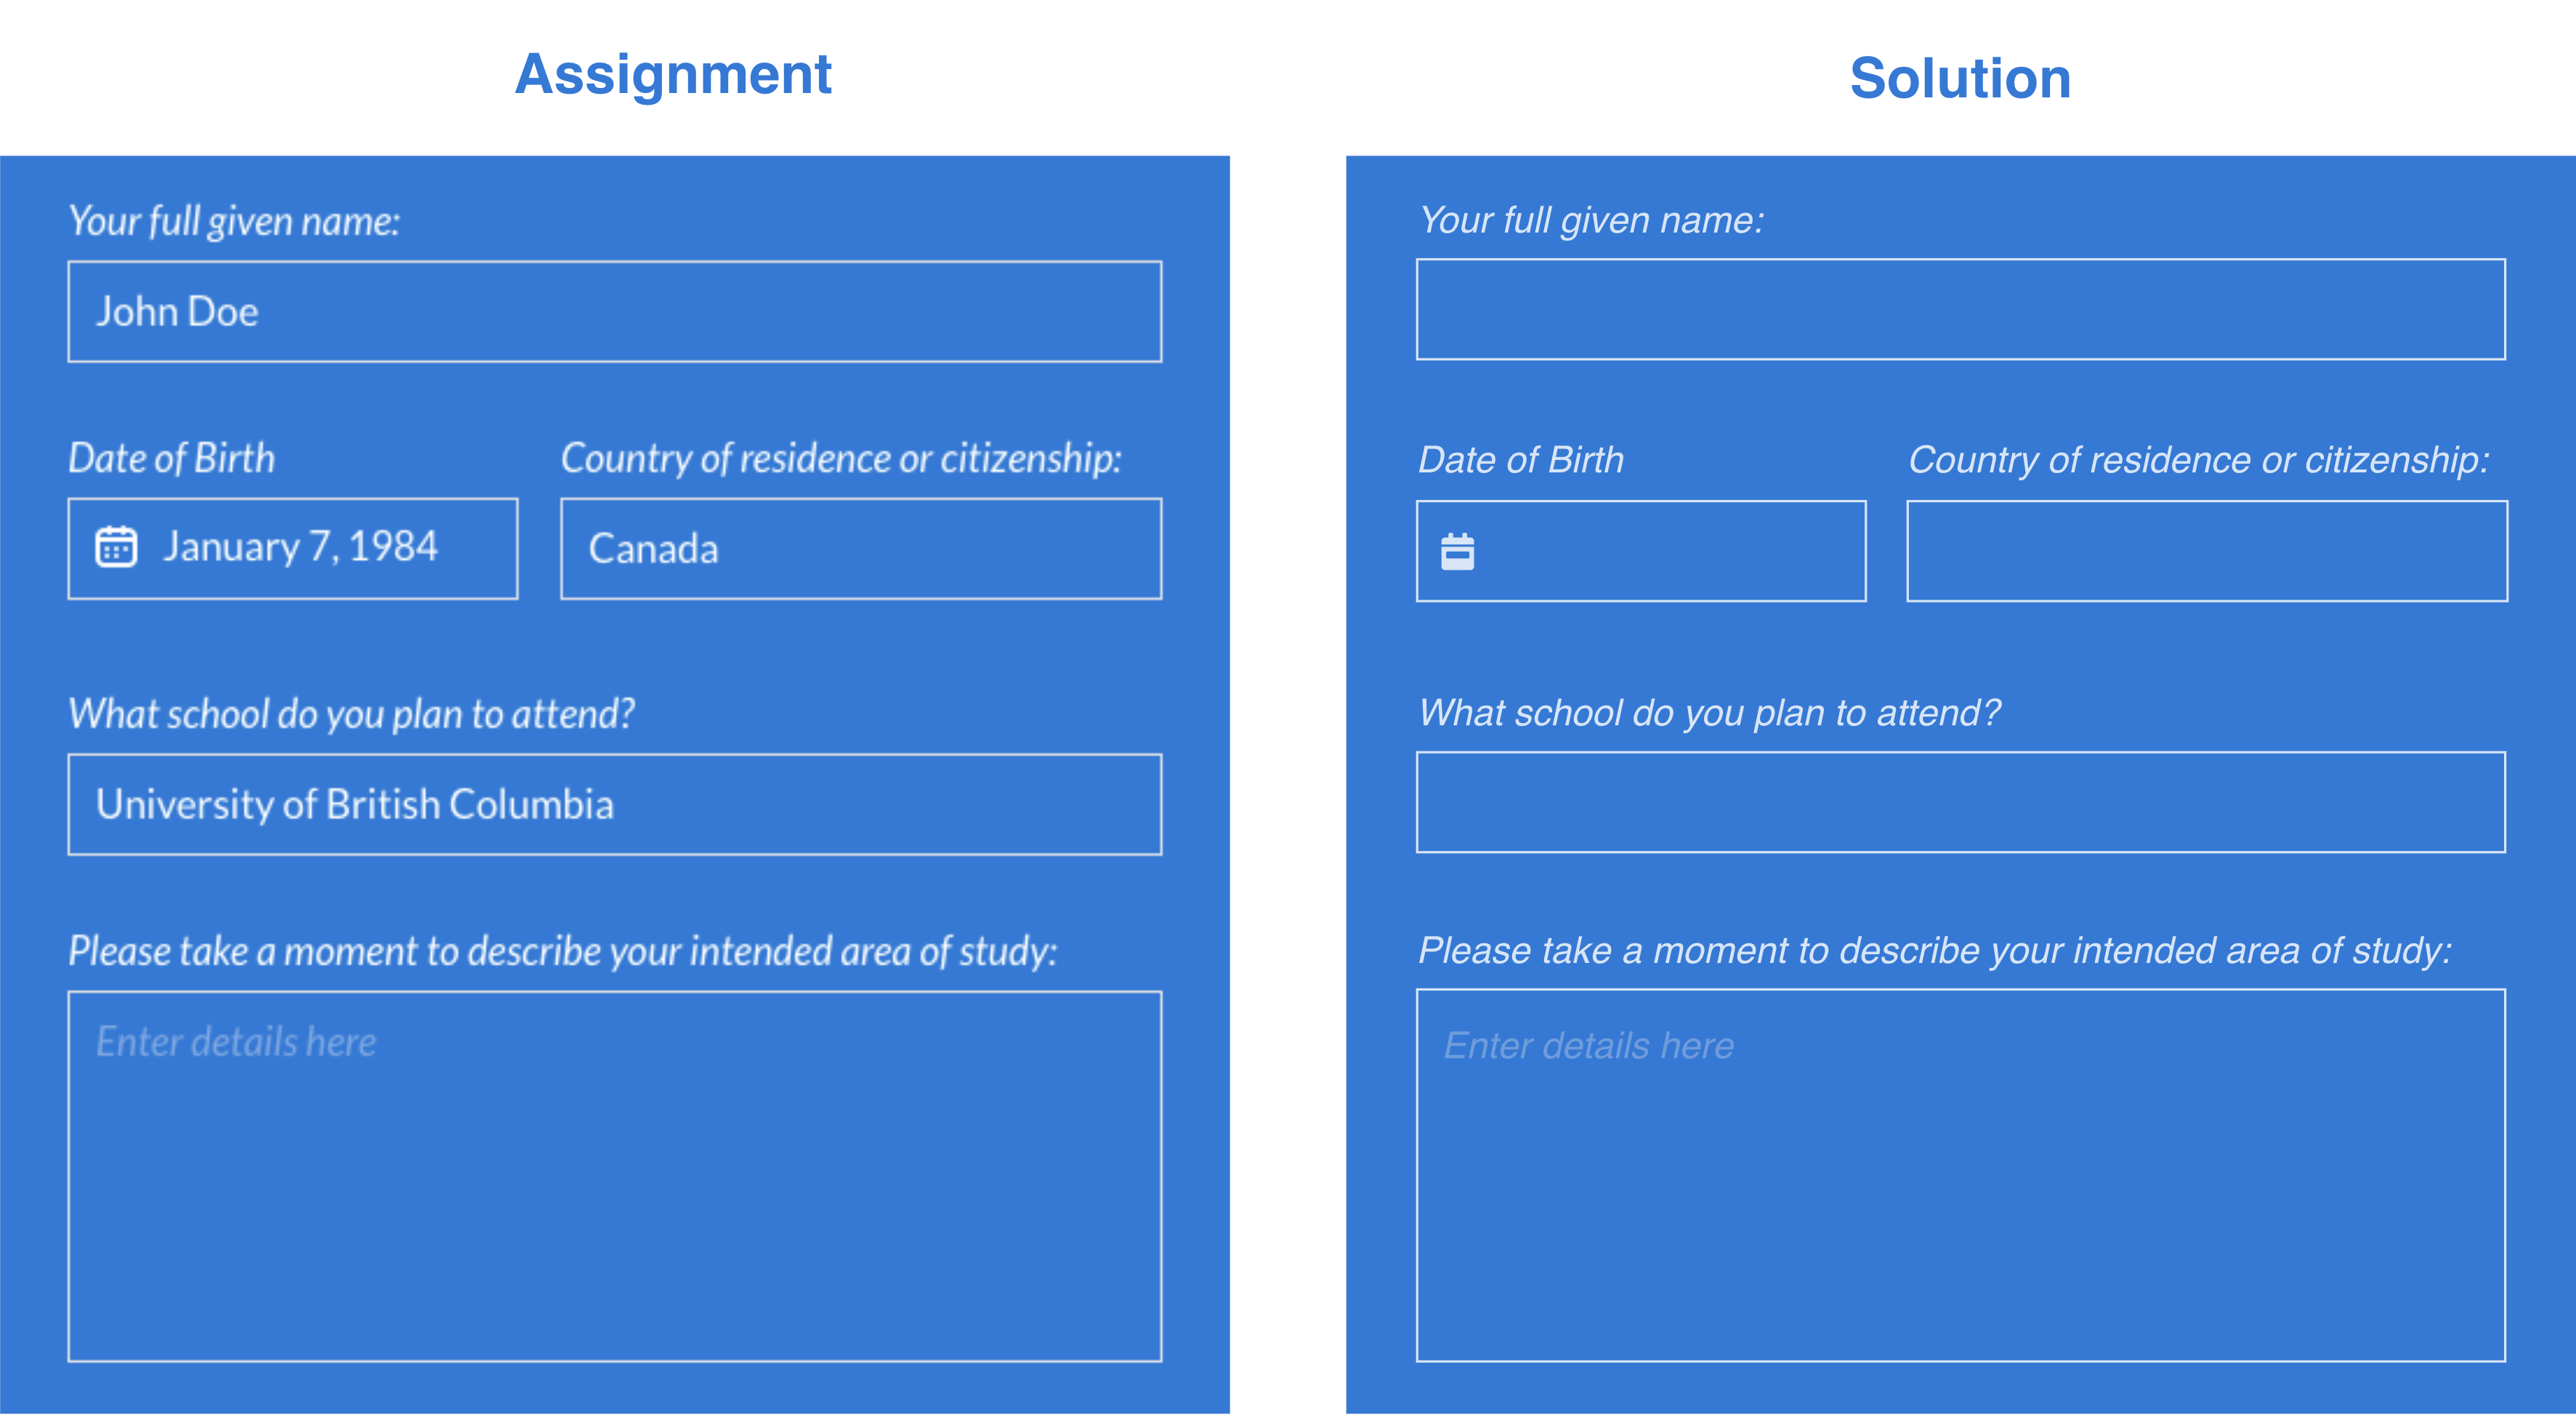 Assignment
Your full given name:
John Doe
Date of Birth
Country of residence or citizenship:
January 7, 1984
Canada
What school do you plan to attend?
University of British Columbia
Please take a moment to describe your intended area of study:
Enter details here
Solution
Your full given name:
Date of Birth
Country of residence or citizenship:
What school do you plan to attend?
Please take a moment to describe your intended area of study:
Enter details here